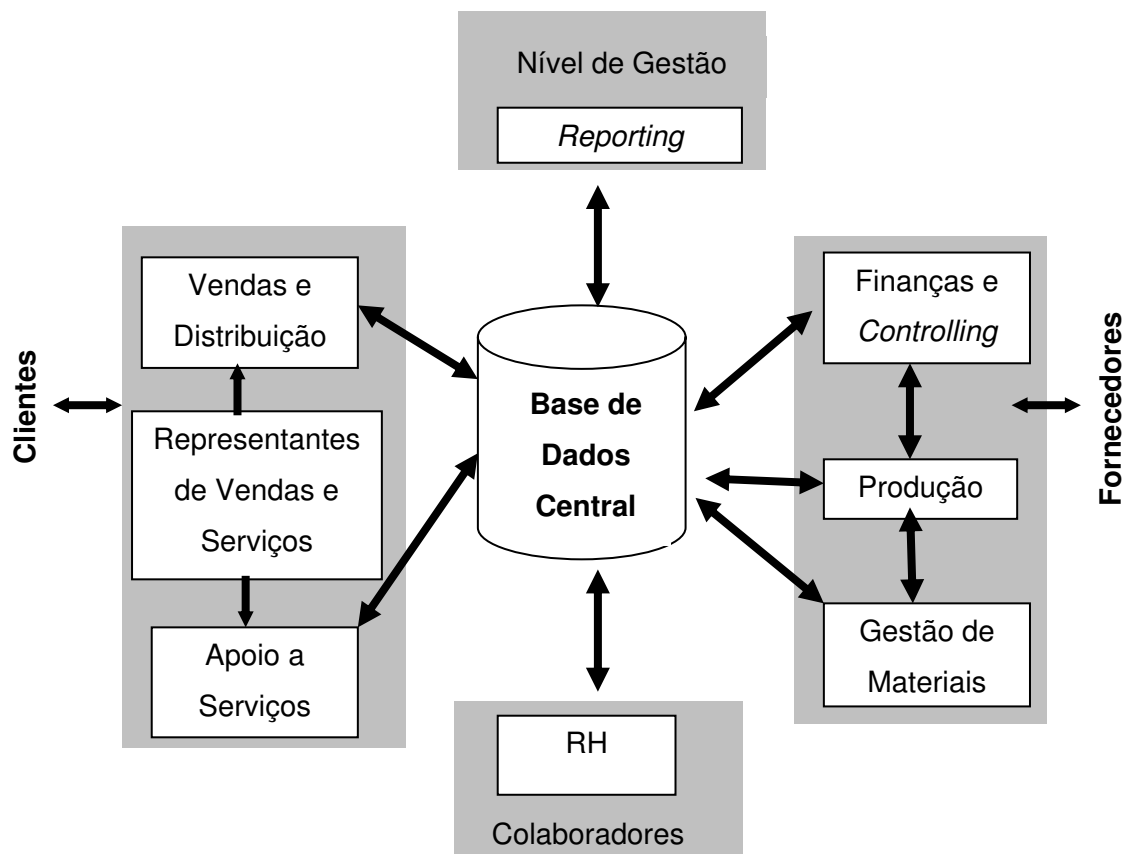 Nível de Gestão
Reporting
Clientes
Vendas e
Distribuição
Representantes
de Vendas e
Serviços
Apoio a
Serviços
Base de
Dados
Central
Finanças e
Controlling
Produção
Gestão de
Materiais
Fornecedores
RH
Colaboradores